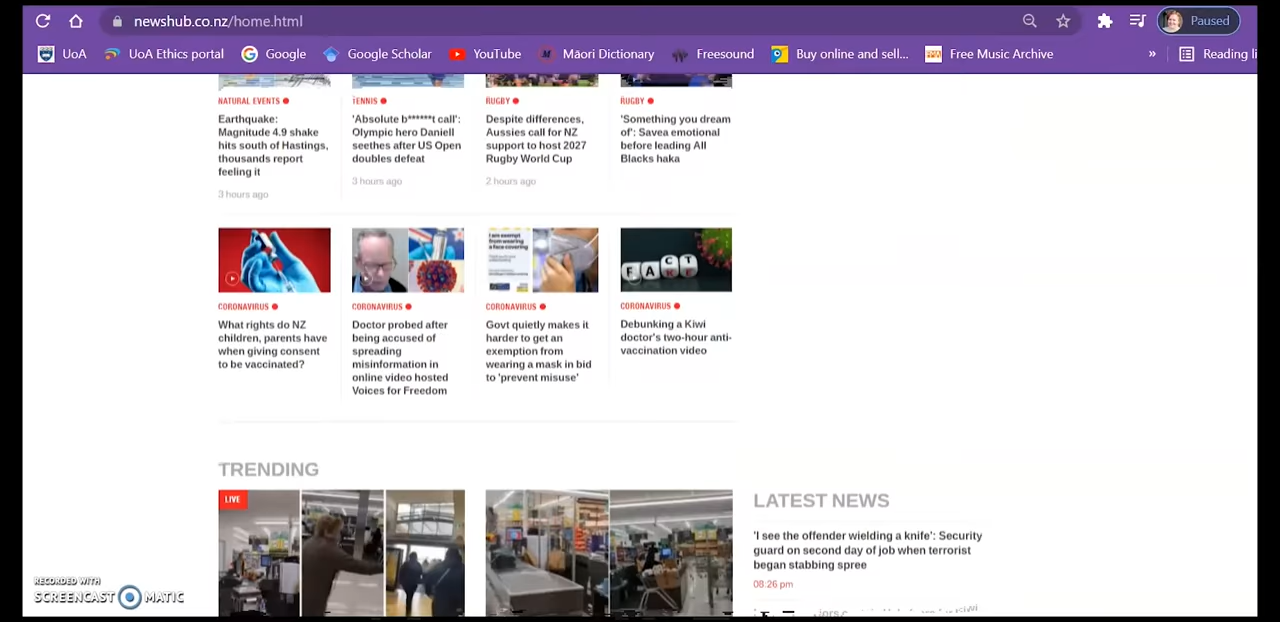 newshub.co.nz/home.html
Paused
UoA
UoA Ethics portal
Google
Google Scholar
YouTube
Māori Dictionary
Freesound
Buy online and sell...
Free Music Archive
»
Reading li
NATURAL EVENTS
Earthquake:
Magnitude 4.9 shake
hits south of Hastings,
thousands report
feeling it
3 hours ago
TENNIS
'Absolute b******t call':
Olympic hero Daniell
seethes after US Open
doubles defeat
3 hours ago
RUGBY
Despite differences,
Aussies call for NZ
support to host 2027
Rugby World Cup
2 hours ago
RUGBY
'Something you dream
of': Savea emotional
before leading All
Blacks haka
CORONAVIRUS
What rights do NZ
children, parents have
when giving consent
to be vaccinated?
CORONAVIRUS
Doctor probed after
being accused of
spreading
misinformation in
online video hosted
Voices for Freedom
I am exempt
from wearing
a face covering
CORONAVIRUS
Govt quietly makes it
harder to get an
exemption from
wearing a mask in bid
to 'prevent misuse'
CORONAVIRUS
Debunking a Kiwi
doctor's two-hour anti-
vaccination video
TRENDING
LIVE
LATEST NEWS
'I see the offender wielding a knife': Security
guard on second day of job when terrorist
began stabbing spree
08:26 pm
RECORDED WITH
SCREENCAST MATIC